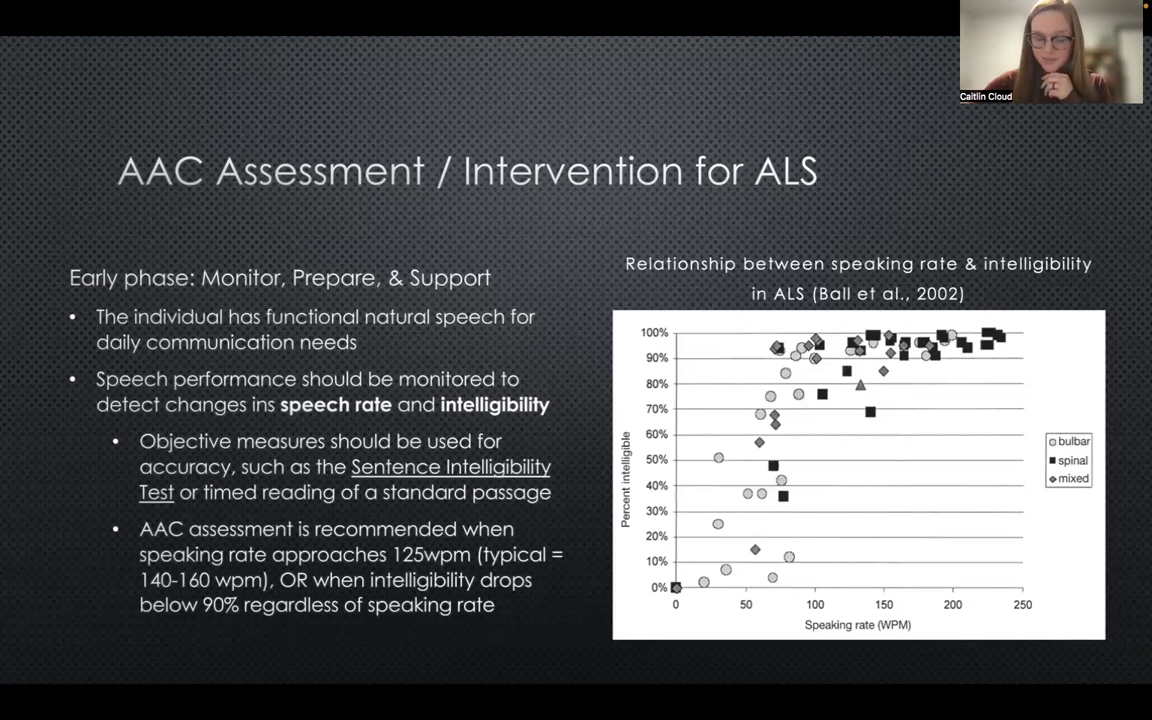 Caitlin Cloud
AAC Assessment / Intervention for ALS
Early phase: Monitor, Prepare, & Support
• The individual has functional natural speech for
daily communication needs
• Speech performance should be monitored to
detect changes ins speech rate and intelligibility
• Objective measures should be used for
accuracy, such as the Sentence Intelligibility
Test or timed reading of a standard passage
• AAC assessment is recommended when
speaking rate approaches 125wpm (typical =
140-160 wpm), OR when intelligibility drops
below 90% regardless of speaking rate
Relationship between speaking rate & intelligibility
in ALS (Ball et al., 2002)
Percent intelligible
100%
90%
80%
70%
60%
50%
40%
30%
20%
10%
0%
0 50 100 150 200 250
Speaking rate (WPM)
bulbar
spinal
mixed